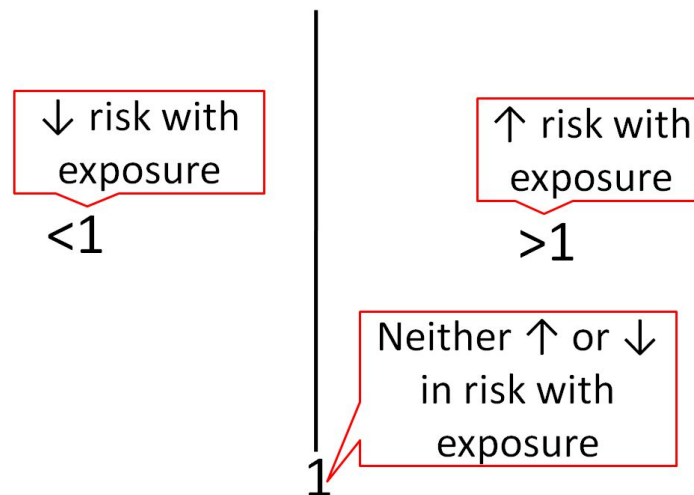 ↓ risk with
exposure
<1
↑ risk with
exposure
>1
Neither ↑ or ↓
in risk with
exposure
1